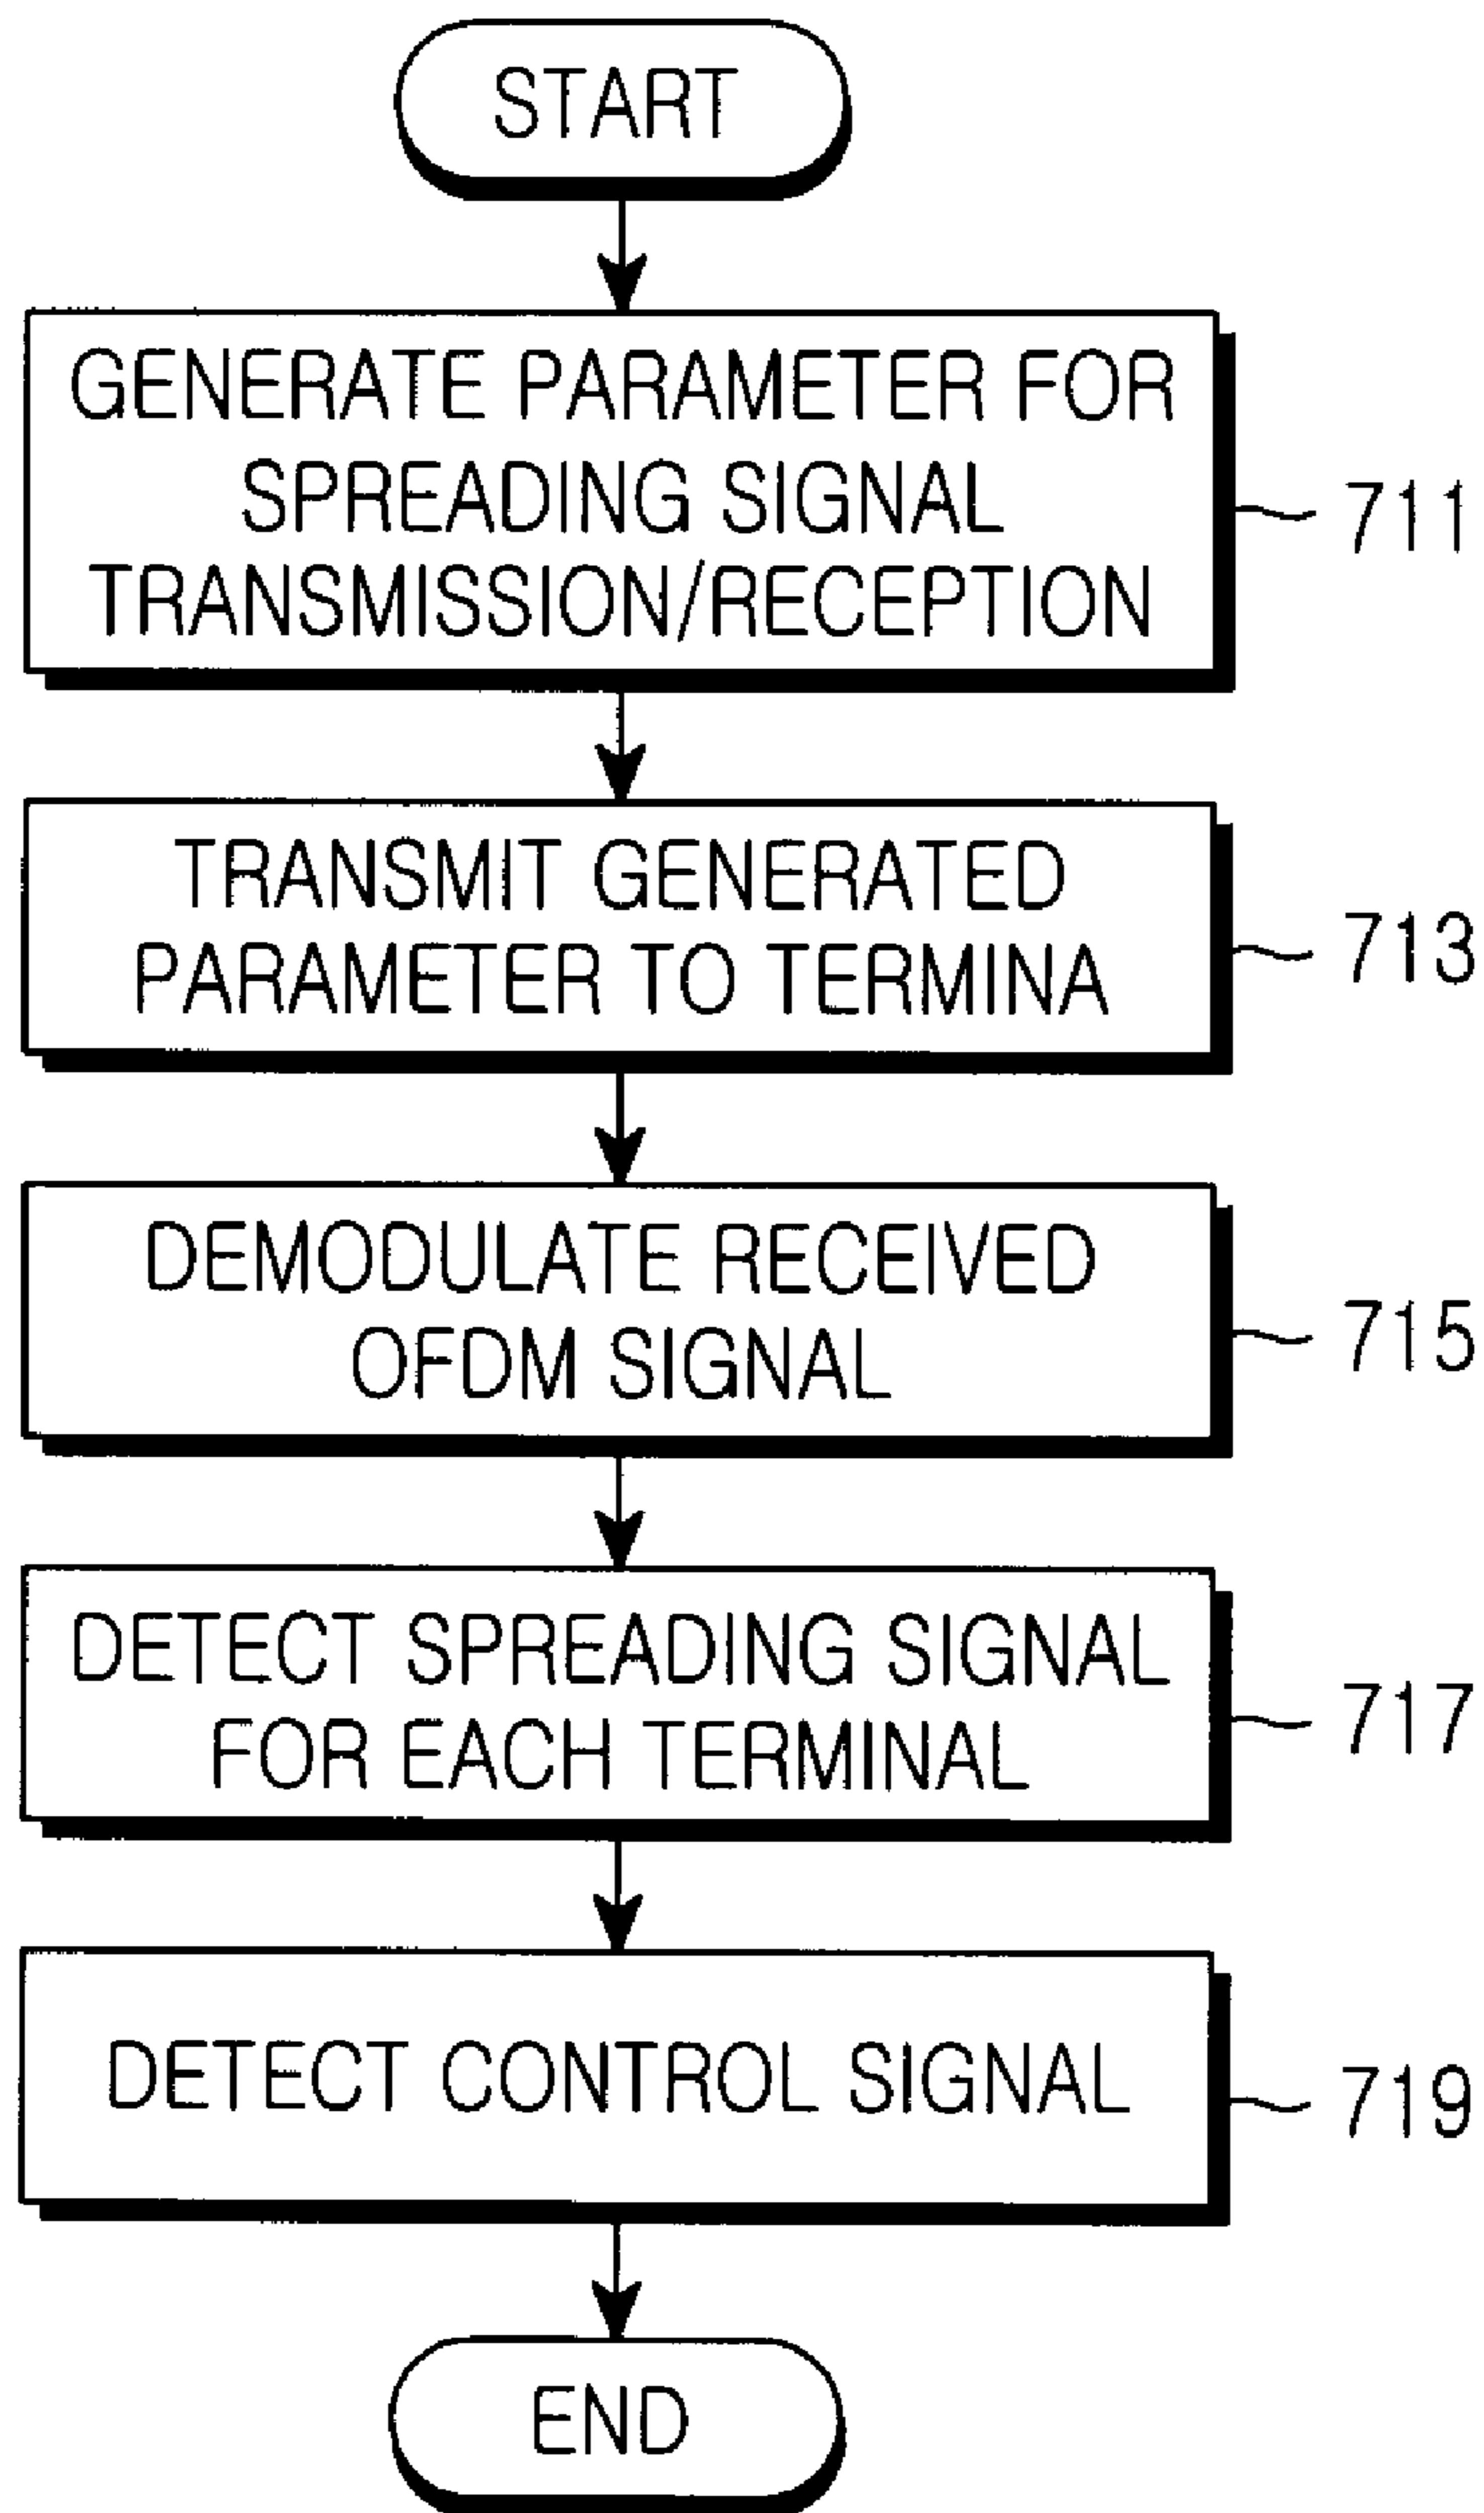 START
GENERATE PARAMETER FOR
SPREADING SIGNAL
TRANSMISSION/RECEPTION
711
TRANSMIT GENERATED
PARAMETER TO TERMINA
713
DEMODULATE RECEIVED
OFDM SIGNAL
715
DETECT SPREADING SIGNAL
FOR EACH TERMINAL
717
DETECT CONTROL SIGNAL
719
END